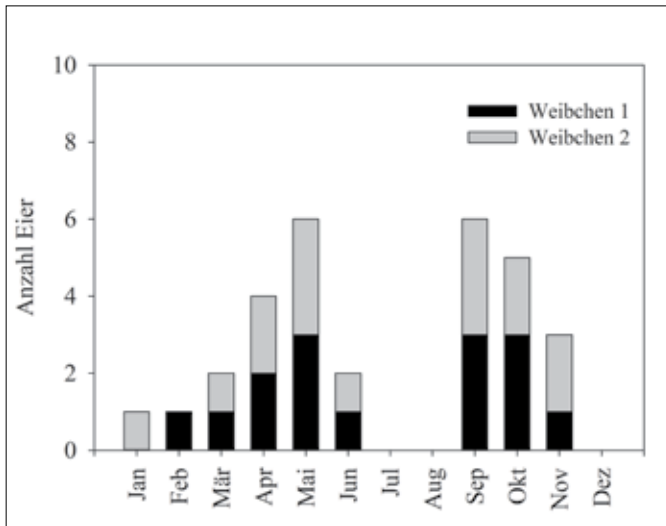 10
8
6
4
2
0
Anzahl Eier
Weibchen 1
Weibchen 2
Jan
Feb
Mär
Apr
Mai
Jun
Jul
Aug
Sep
Okt
Nov
Dez